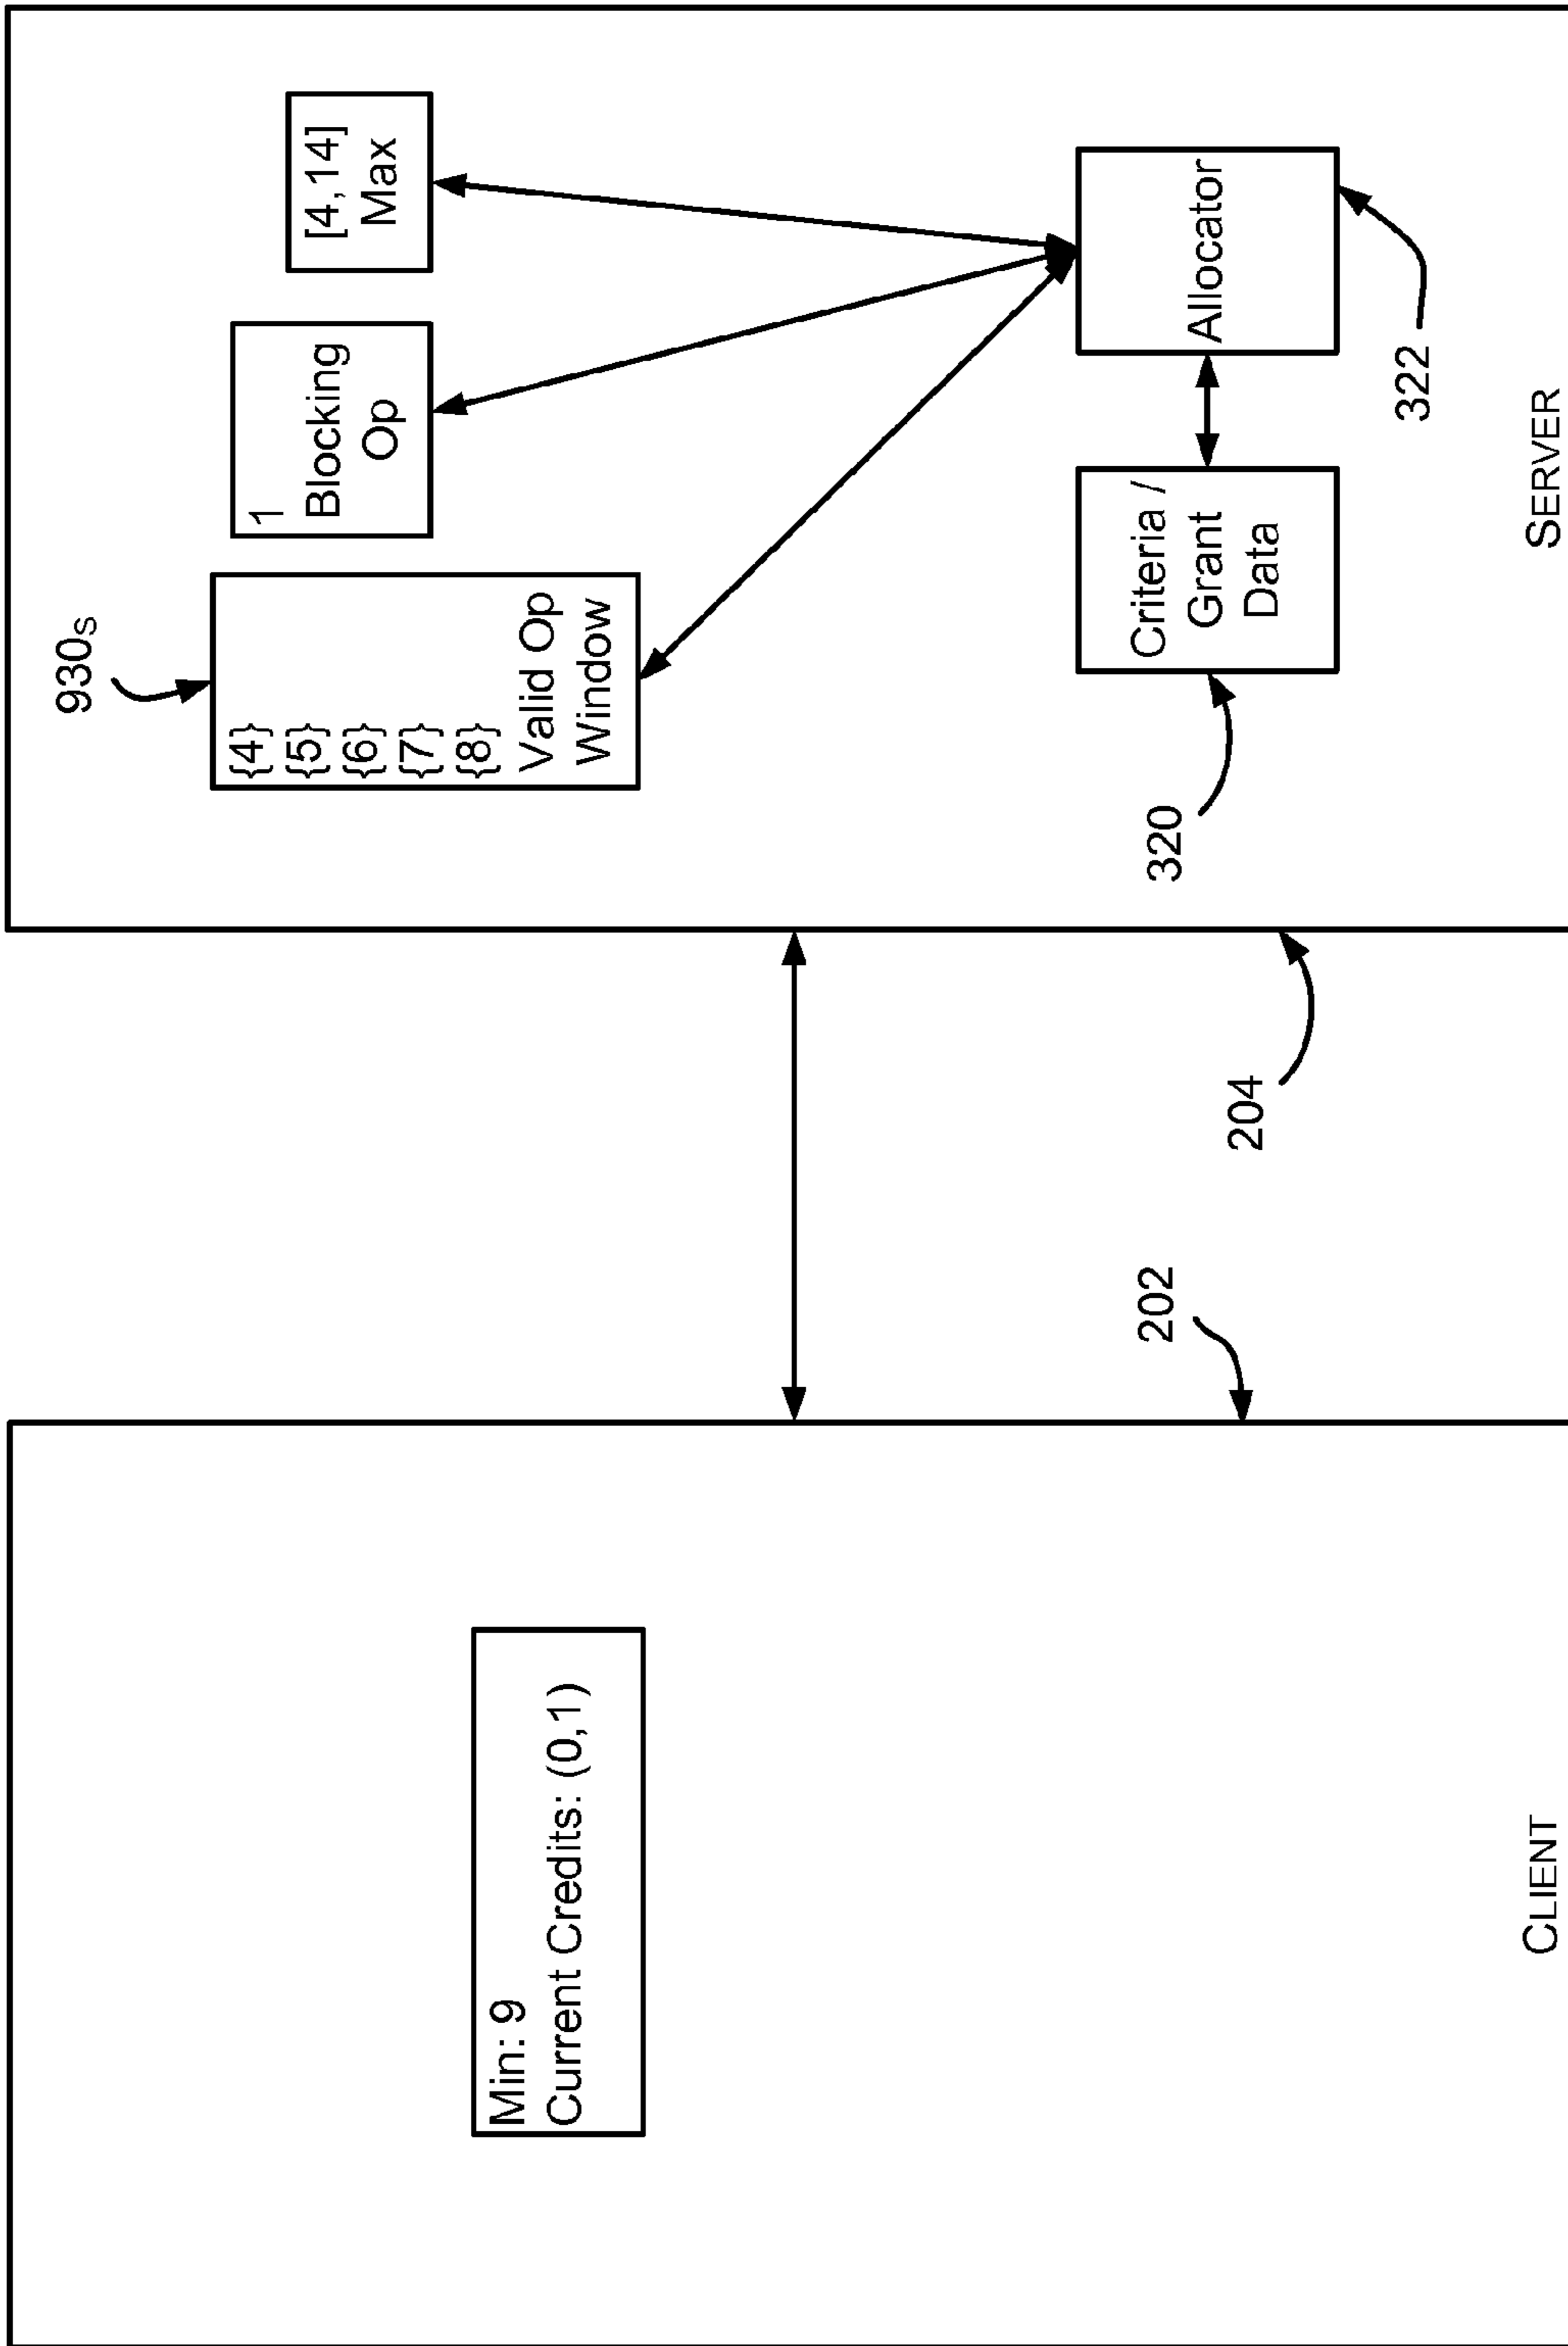 930s
{4}
{5}
{6}
{7}
{8}
Valid Op
Window
1
Blocking
Op
[4,14]
Max
Min: 9
Current Credits: (0,1)
202
204
320
Criteria /
Grant
Data
Allocator
322
CLIENT
SERVER